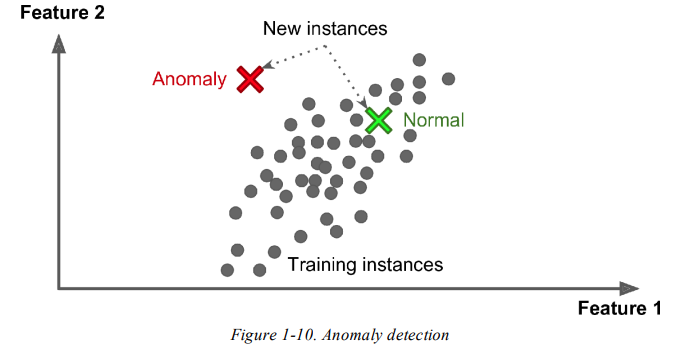 Feature 2
New instances
Anomaly
Normal
Training instances
Feature 1
Figure 1-10. Anomaly detection